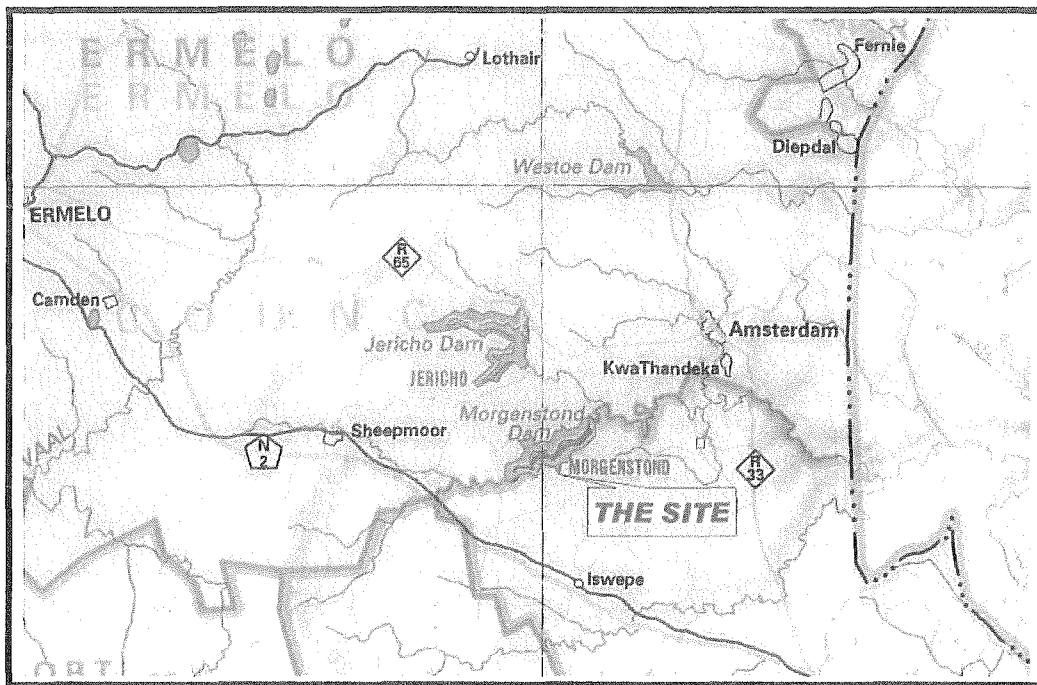 ERMELO
ERMELO
Lothair
Fernie
Diepdal
Westoe Dam
ERMELO
R
65
Camden
Jericho Dam
JERICHO
Amsterdam
KwaThandeka
Morgenstond
Dam
Sheepmoor
N
2
MORGENSTOND
R
33
THE SITE
Iswepe